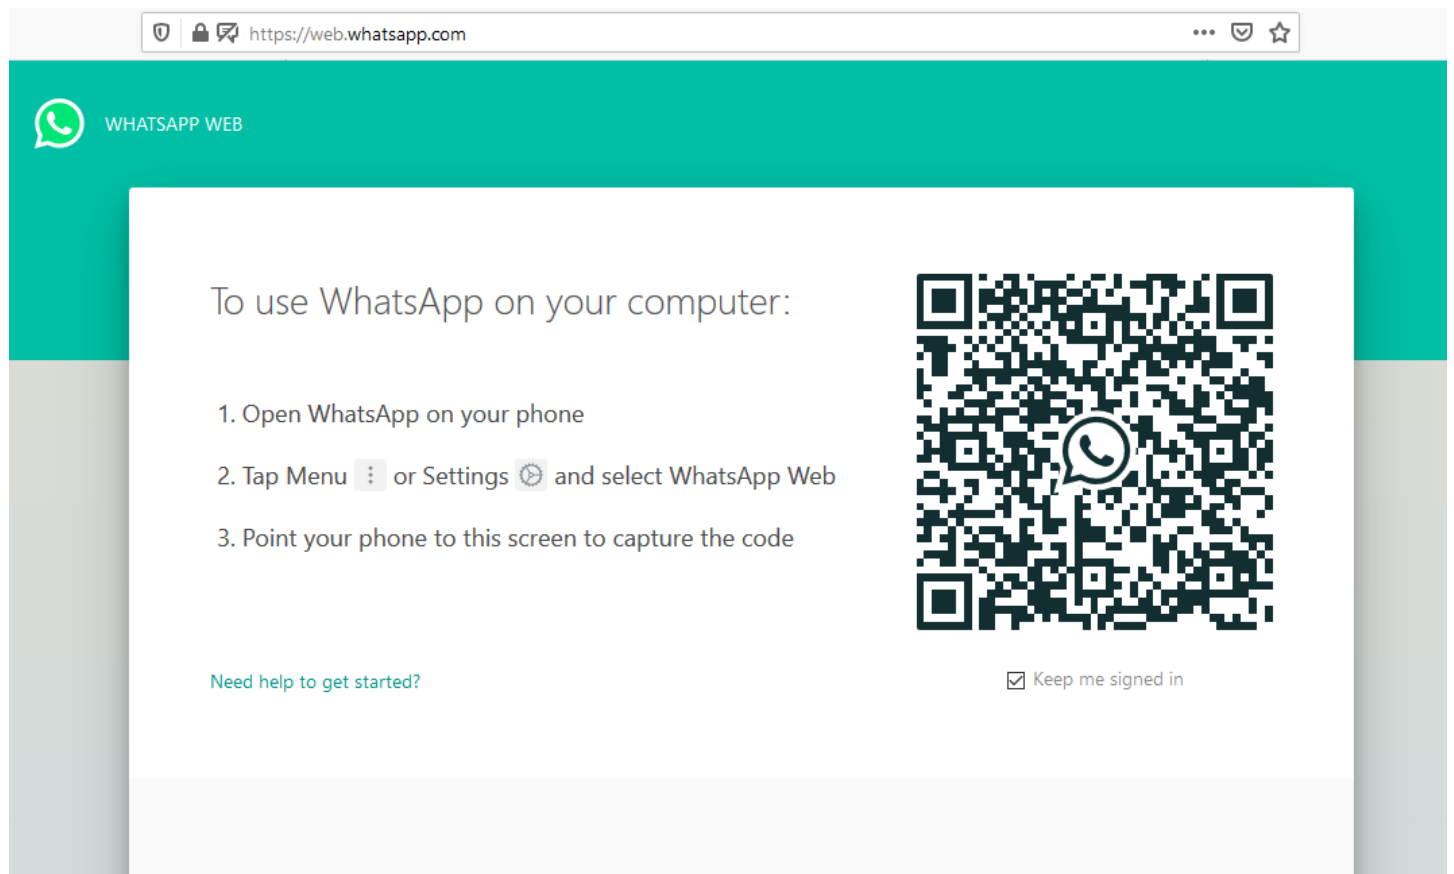 https://web.whatsapp.com
WHATSAPP WEB
To use WhatsApp on your computer:
1. Open WhatsApp on your phone
2. Tap Menu or Settings and select WhatsApp Web
3. Point your phone to this screen to capture the code
Need help to get started?
Keep me signed in